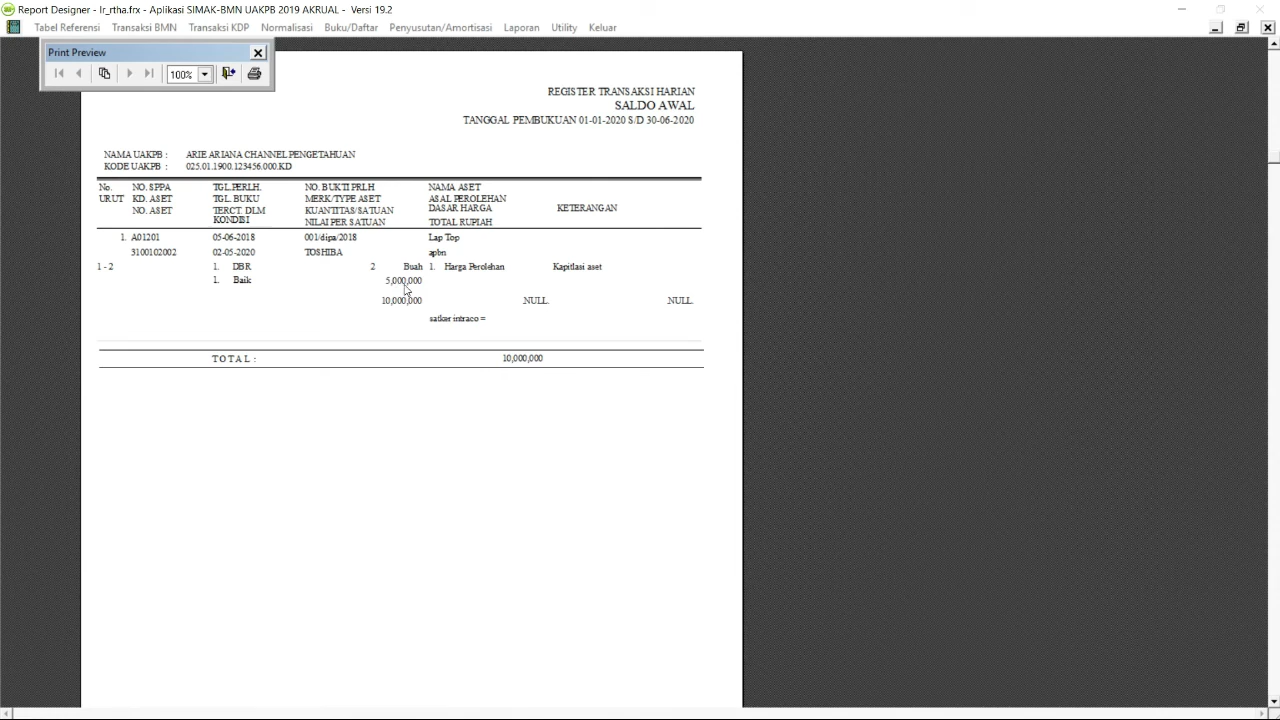 Report Designer - lr_rtha.frx - Aplikasi SIMAK-BMN UAKPB 2019 AKRUAL - Versi 19.2
Tabel Referensi Transaksi BMN Transaksi KDP Normalisasi Buku/Daftar Penyusutan/Amortisasi Laporan Utility Keluar
Print Preview
100%
REGISTER TRANSAKSI HARIAN
SALDO AWAL
TANGGAL PEMBUKUAN 01-01-2020 S/D 30-06-2020
NAMA UAKPB : ARIE ARIANA CHANNEL PENGETAHUAN
KODE UAKPB : 025.01.1900.123456.000.KD
No. NO. SPPA TGL.PERLH. NO. BUKTI PRLH NAMA ASET
URUT KD. ASET TGL. BUKU MERK/TYPE ASET ASAL PEROLEHAN
NO. ASET TERCT. DLM KUANTITAS/SATUAN DASAR HARGA KETERANGAN
KONDISI NILAI PER SATUAN TOTAL RUPIAH
1. A01201 05-06-2018 001/dipa/2018 Lap Top
3100102002 02-05-2020 TOSHIBA apbn
1 - 2 1. DBR 2 Buah 1. Harga Perolehan Kapitlasi aset
1. Baik 5,000,000
10,000,000 .NULL. .NULL.
satker intraco =
T O T A L : 10,000,000